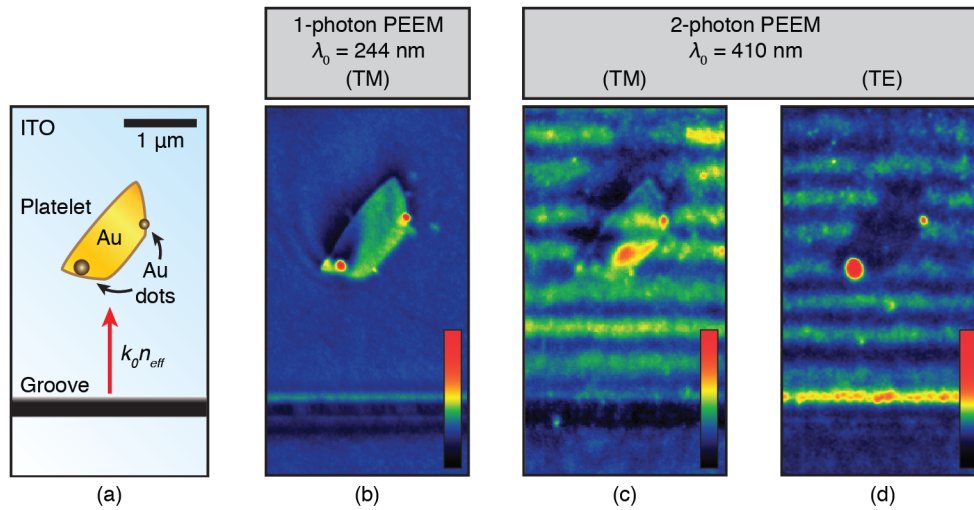 1-photon PEEM
λ₀ = 244 nm
(TM)
2-photon PEEM
λ₀ = 410 nm
(TM)
(TE)
ITO
1 μm
Platelet
Au
Au
dots
k₀nₑff
Groove
(a)
(b)
(c)
(d)